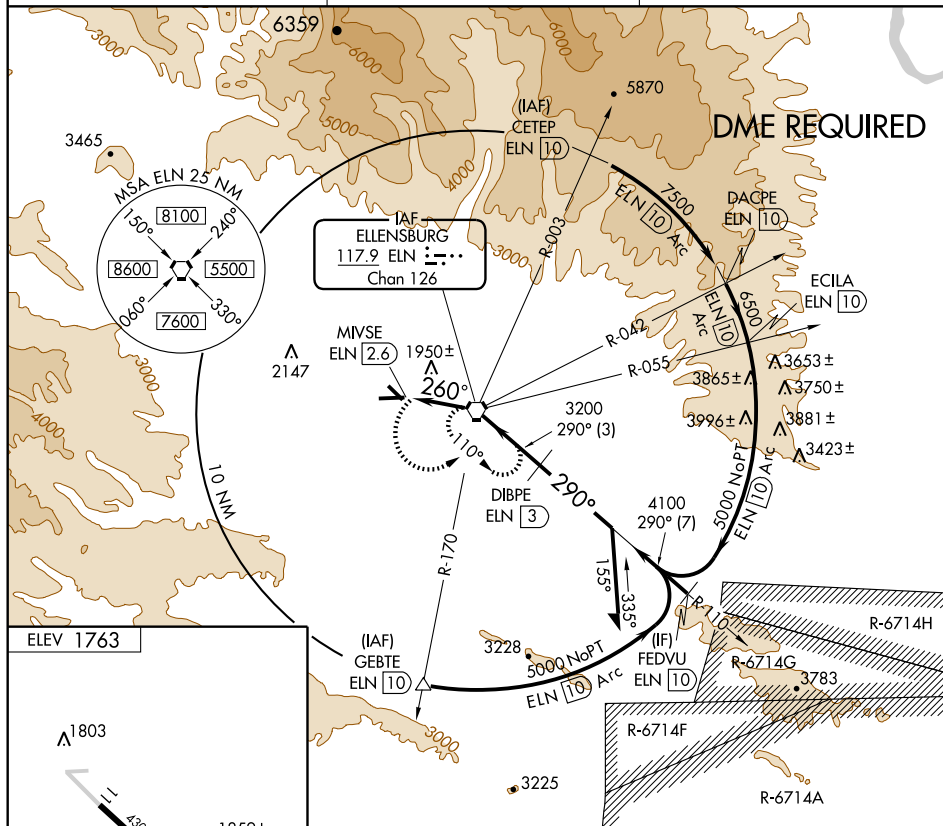 6359
3000
6000
5000
6000
5870
DME REQUIRED
(IAF)
CETEP
ELN 10
3465
4000
3000
MSA ELN 25 NM
150°
8100
240°
8600
5500
060°
7600
330°
IAF
ELLENSBURG
117.9 ELN
Chan 126
R-003
7500
ELN 10 Arc
DACPE
ELN 10
ECILA
ELN 10
6500
ELN 10
Arc
R-042
R-055
MIVSE
ELN 2.6
1950±
2147
260°
110°
3200
290° (3)
3653±
3865±
3750±
3996±
3881±
3423±
3000
4000
DIBPE
ELN 3
290°
4100
290° (7)
5000 NoPT
ELN 10 Arc
10 NM
R-170
155°
335°
R-110
R-6714H
ELEV 1763
(IAF)
GEBTE
ELN 10
3228
5000 NoPT
ELN 10 Arc
(IF)
FEDVU
ELN 10
R-6714G
3783
3000
R-6714F
1803
3225
R-6714A
11